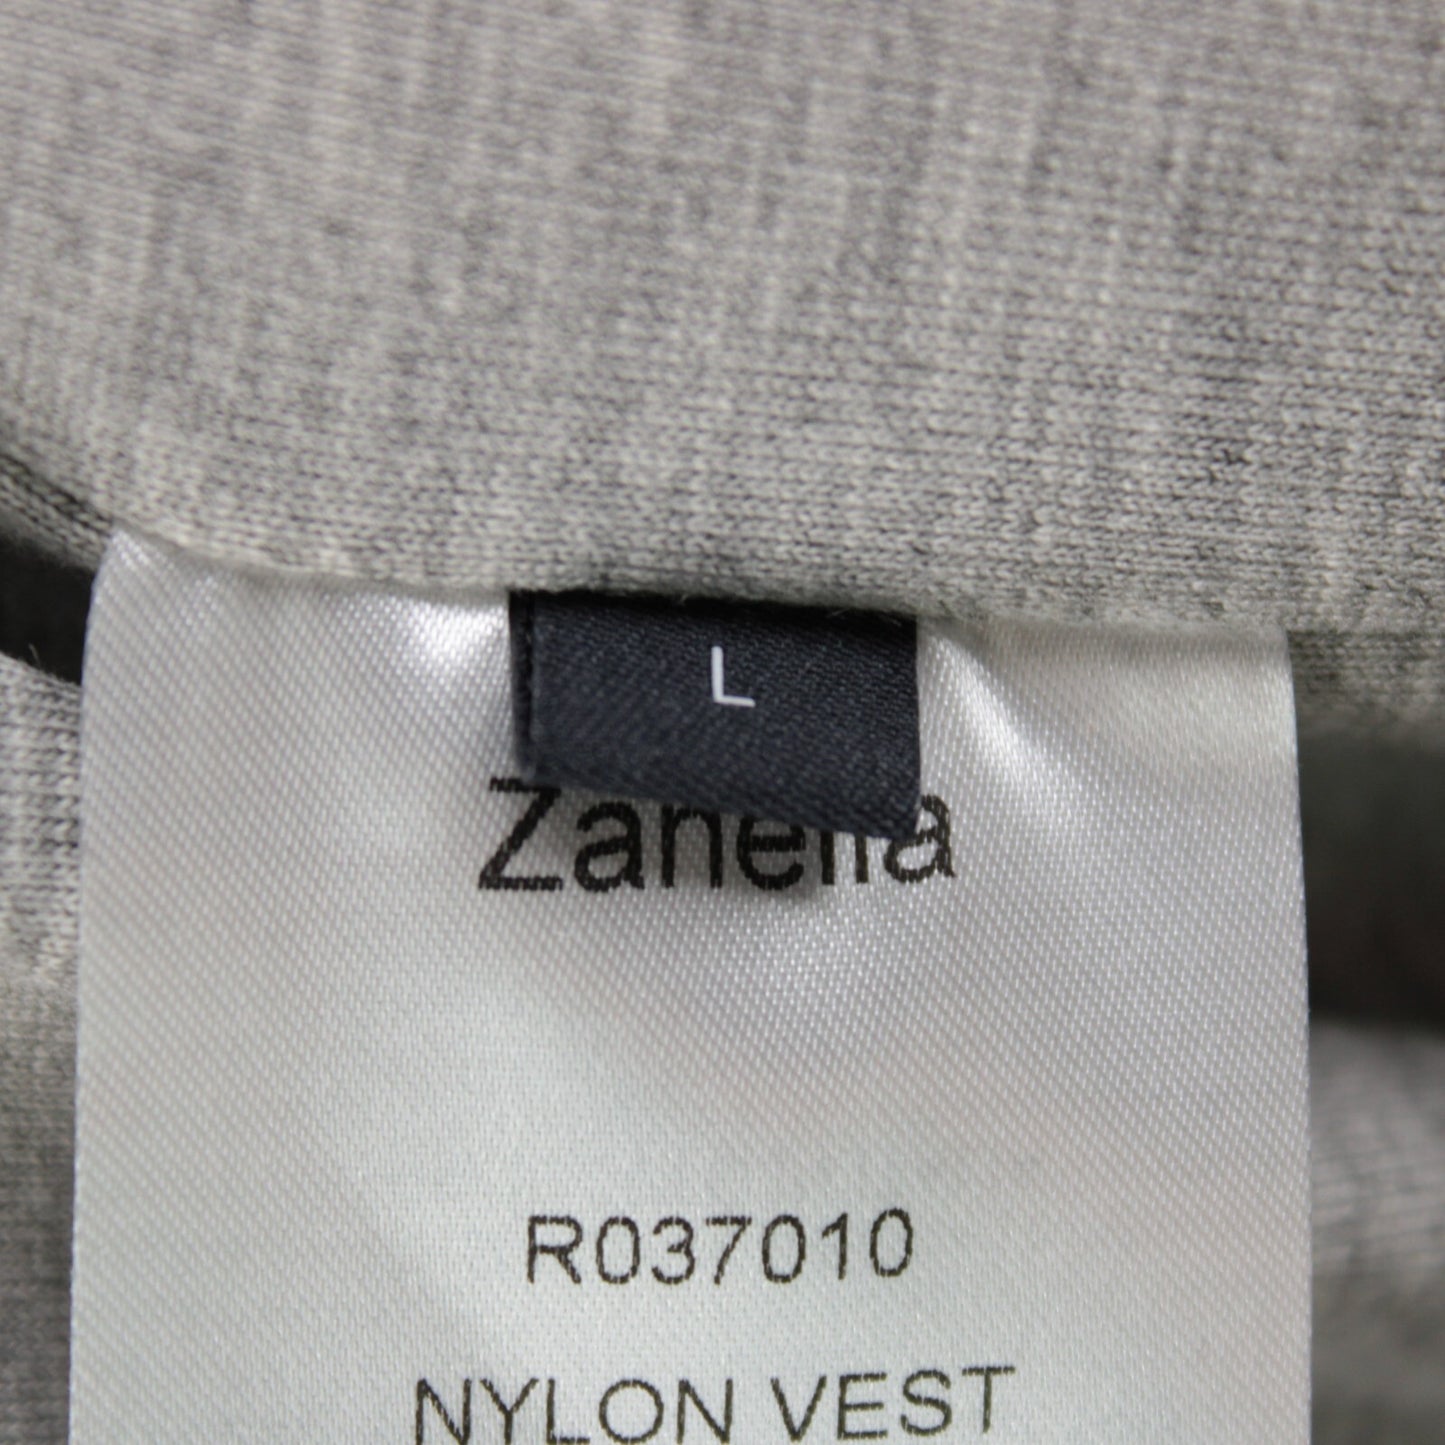 L
Zanella
R037010
NYLON VEST